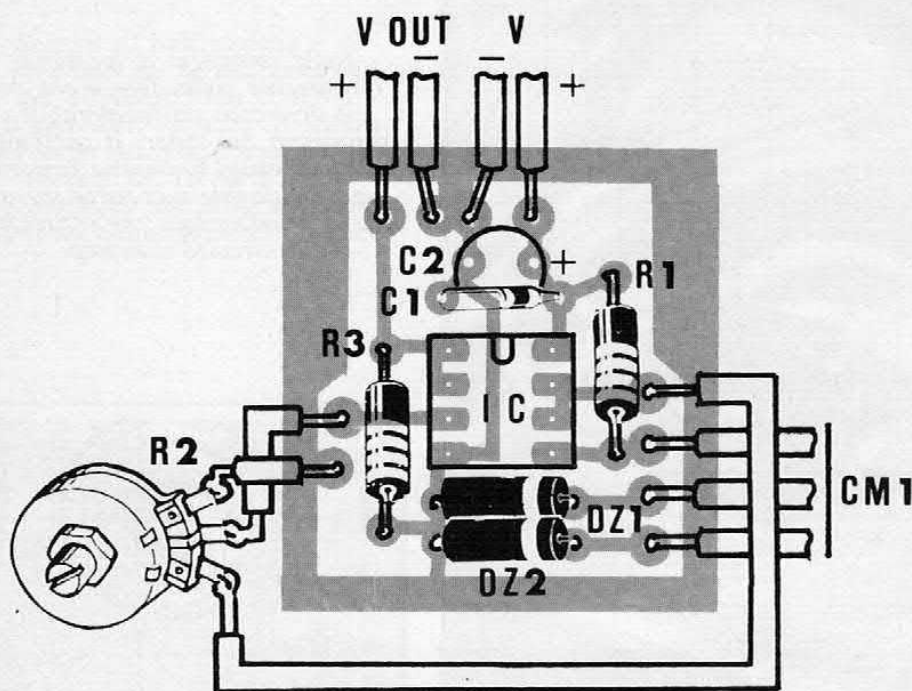 V OUT V
+ − − +
C2 +
R1
C1
R3
IC
R2
CM1
DZ1
DZ2